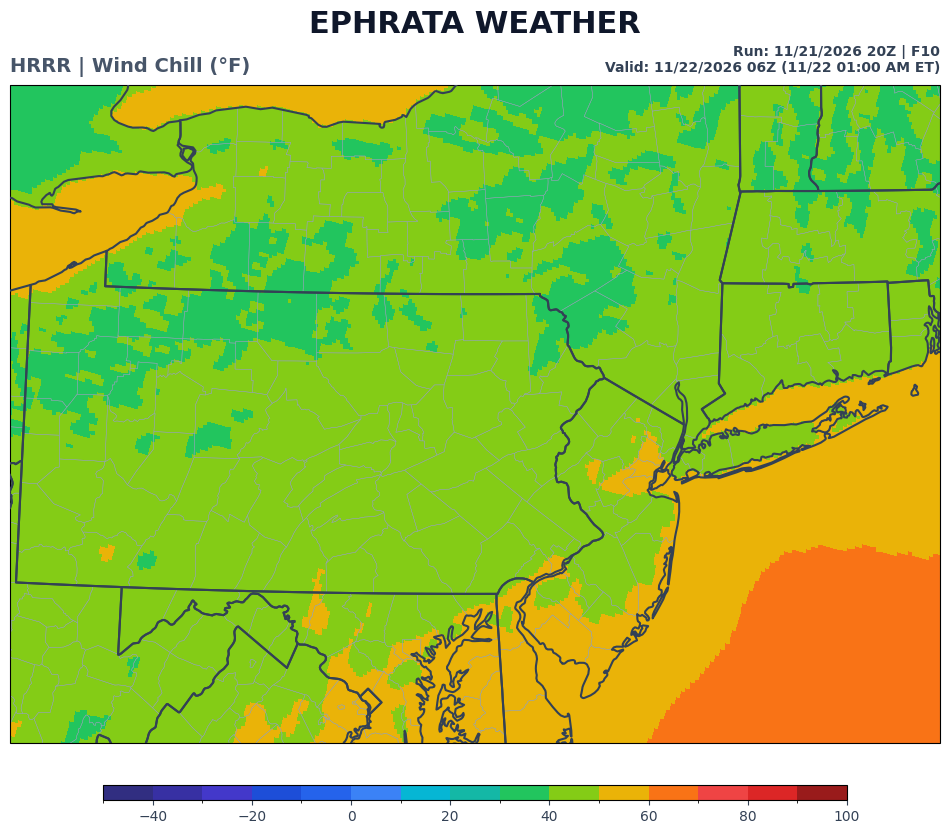 EPHRATA WEATHER
HRRR | Wind Chill (°F)
Run: 11/21/2026 20Z | F10
Valid: 11/22/2026 06Z (11/22 01:00 AM ET)
−40 −20 0 20 40 60 80 100